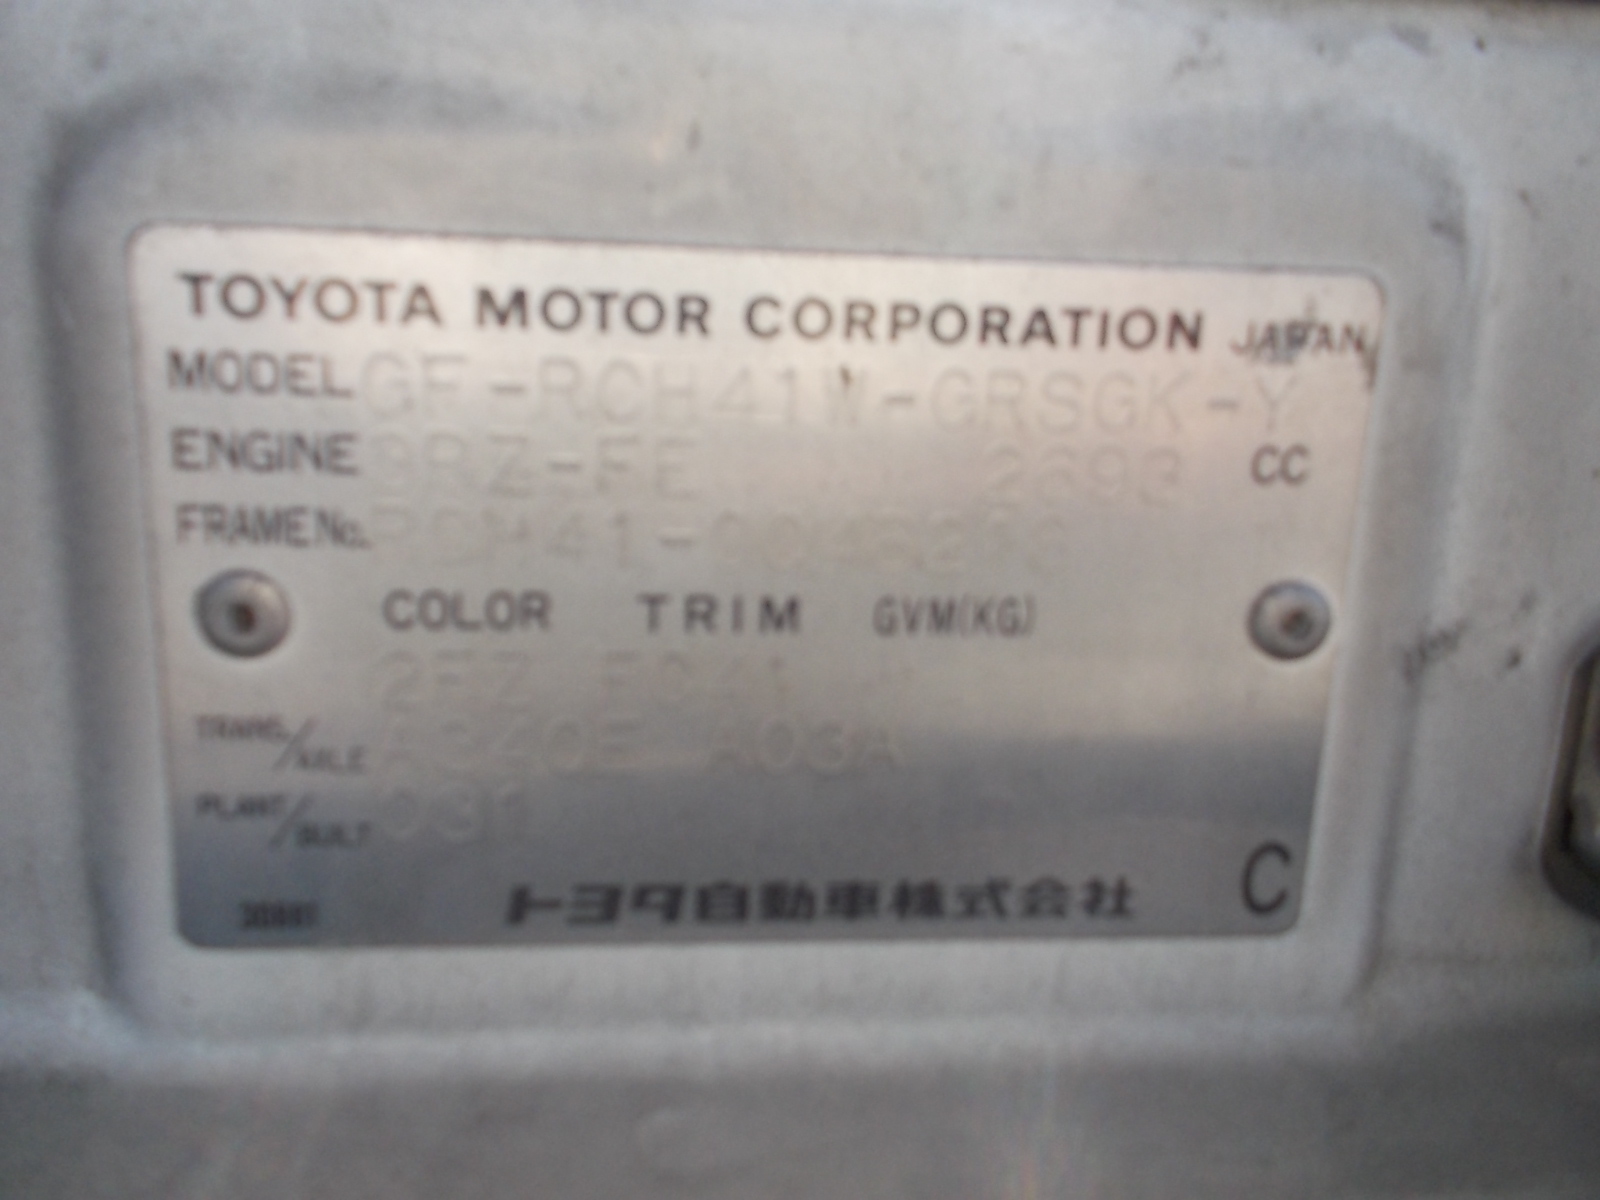 TOYOTA MOTOR CORPORATION JAPAN
MODEL GF-RCH41W-GRSGK-Y
ENGINE 3RZ-FE 2693 CC
FRAME No.
COLOR TRIM GVM(KG)
FC41
TRANS./AXLE A340E A03A
PLANT/BUILT
トヨタ自動車株式会社 C